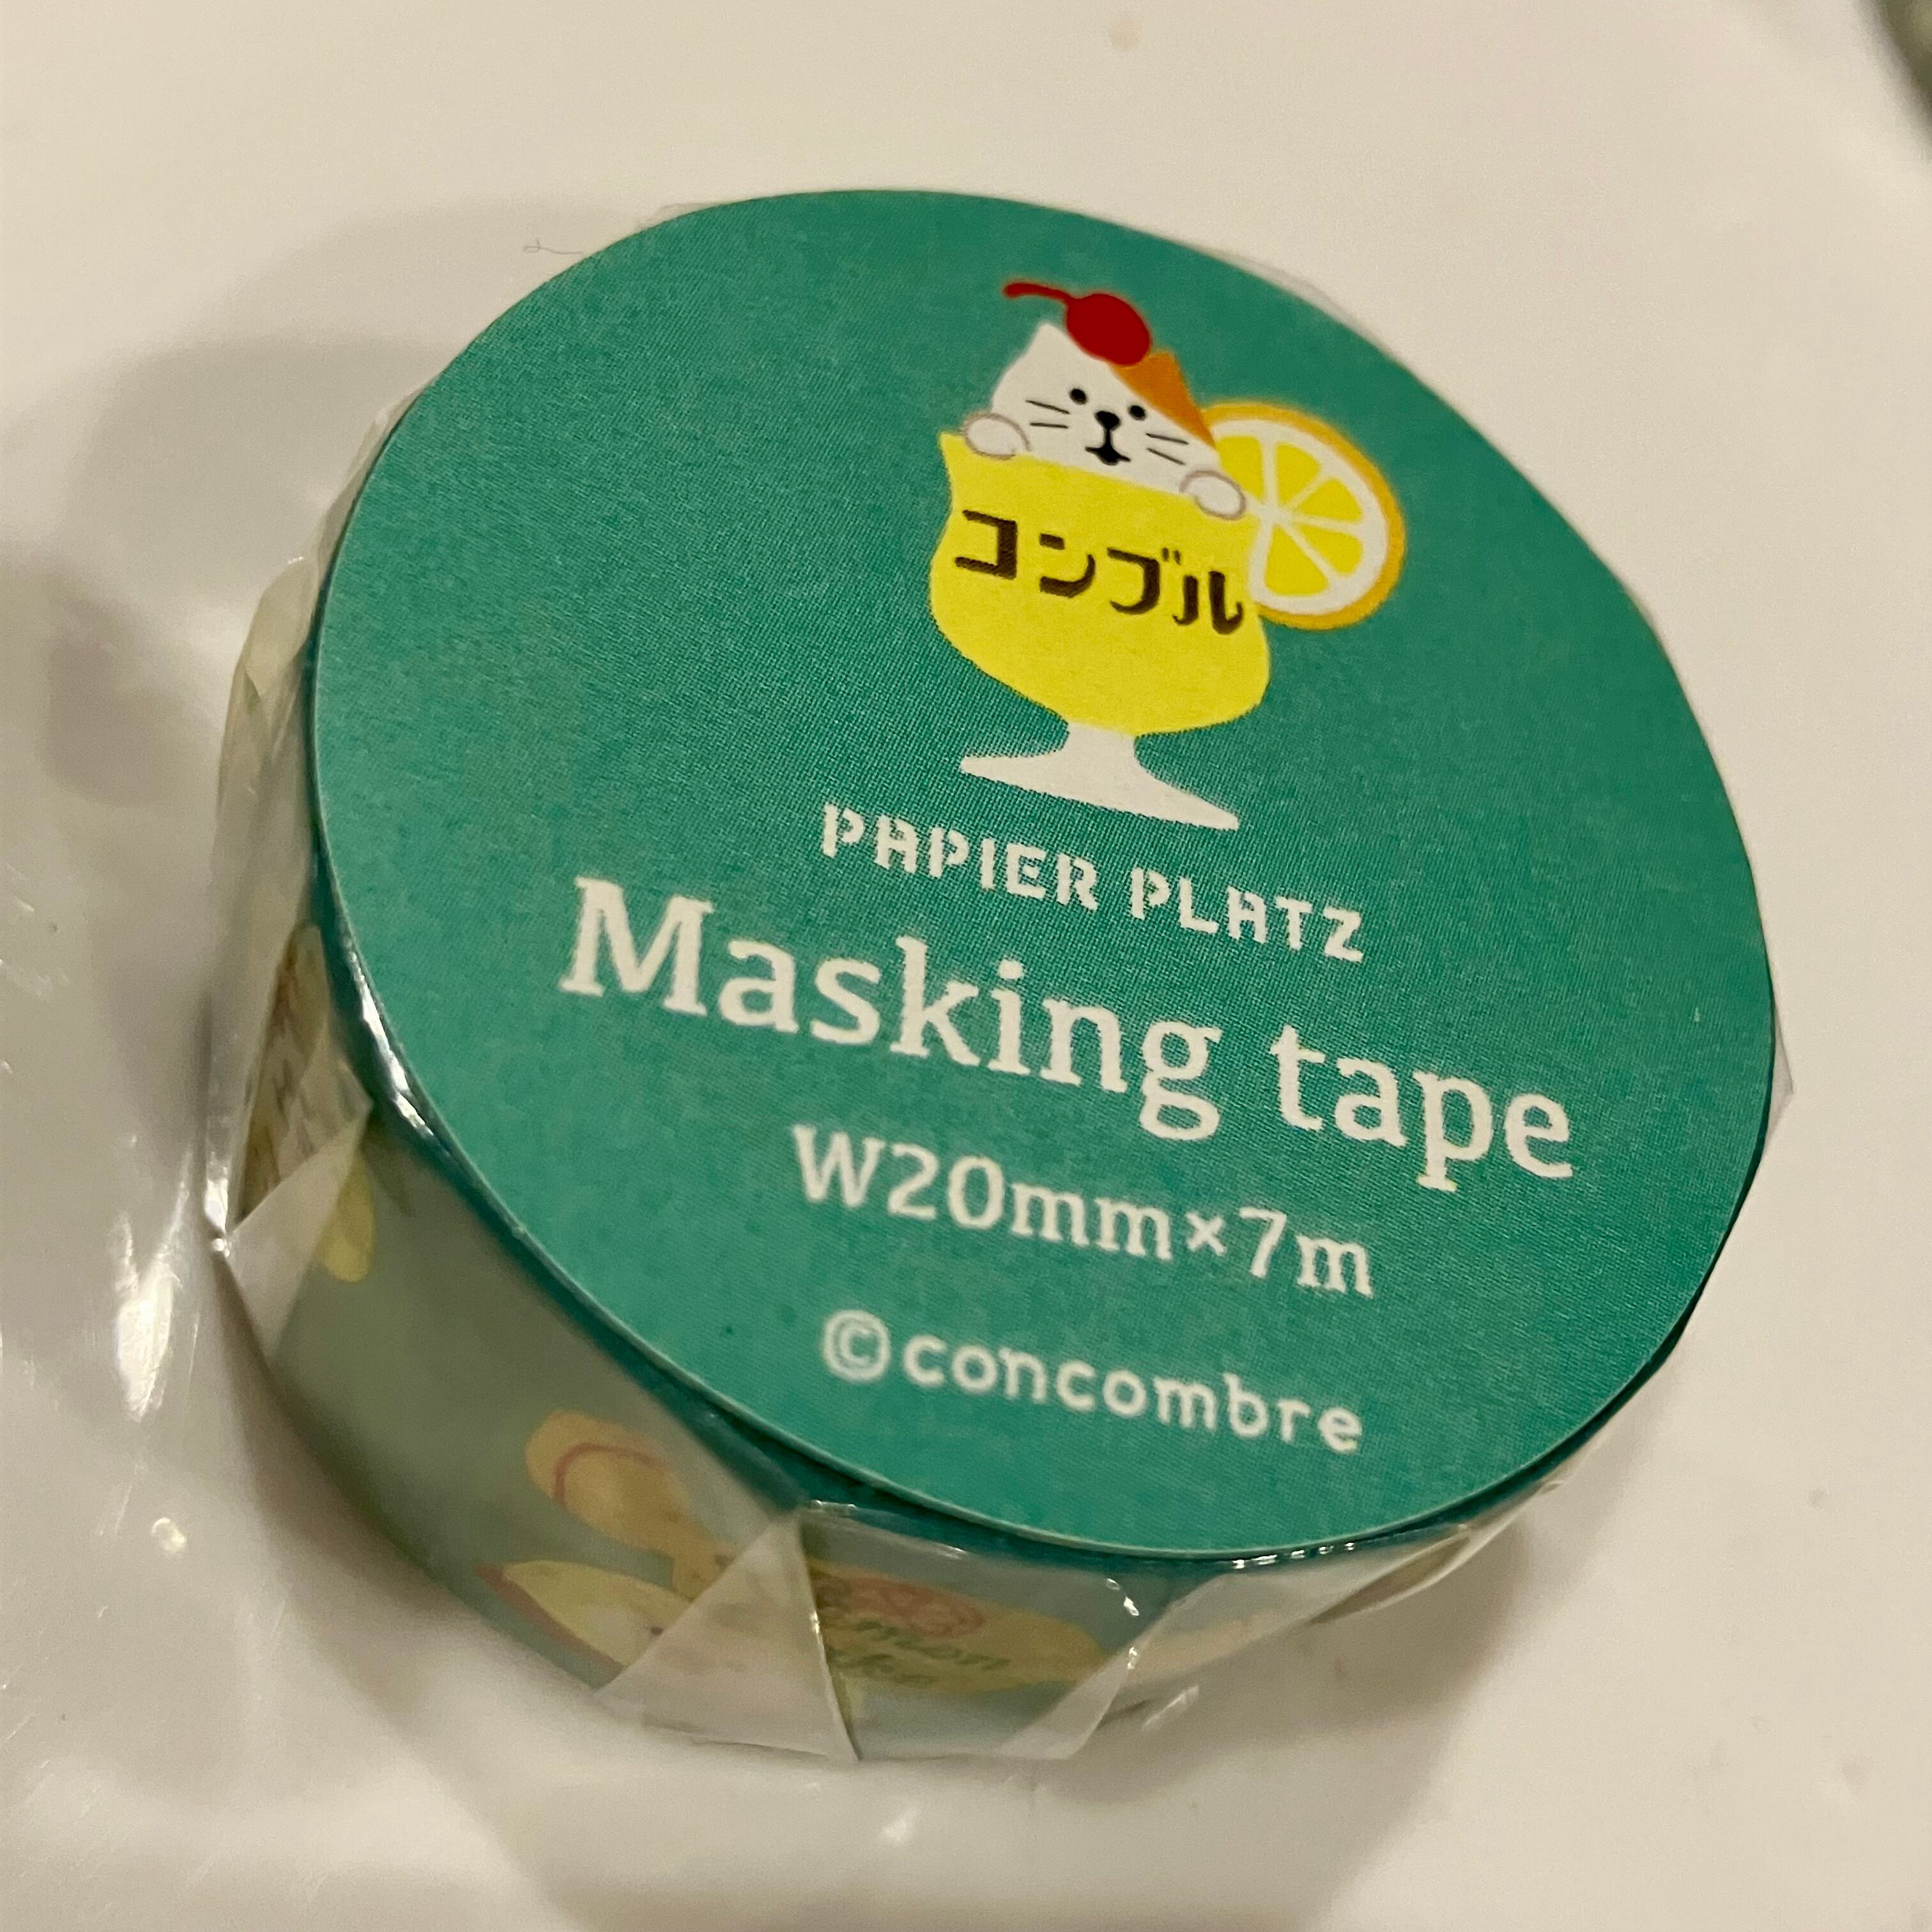 コンブル
PAPIER PLATZ
Masking tape
W20mm×7m
©concombre